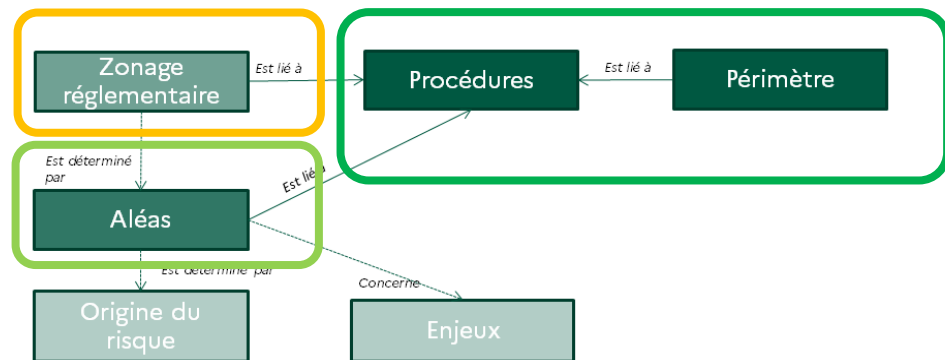 Zonage
réglementaire
Est lié à
Procédures
Est lié à
Périmètre
Est déterminé
par
Est lié à
Aléas
Est déterminé par
Concerne
Origine du
risque
Enjeux